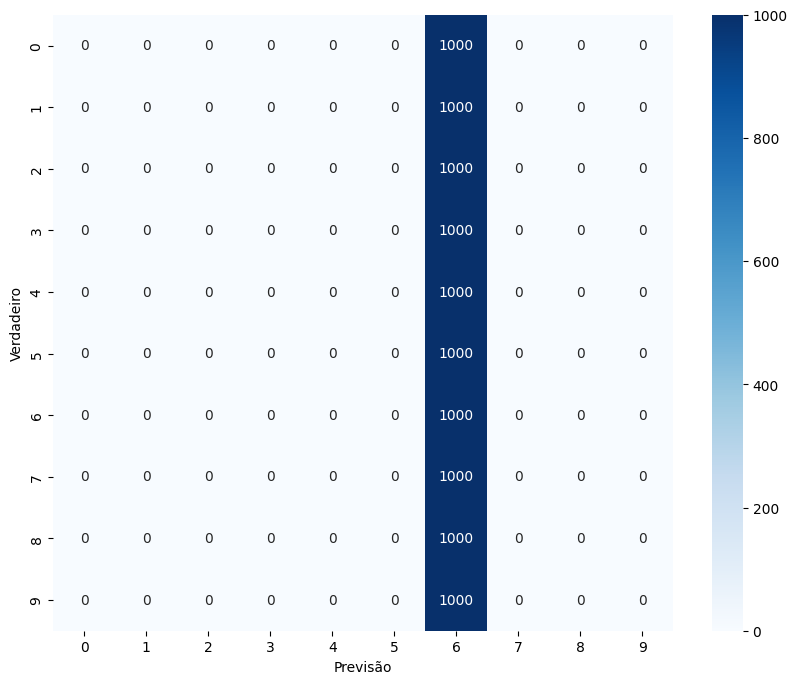 0 0 0 0 0 0 0 1000 0 0 0
1 0 0 0 0 0 0 1000 0 0 0
2 0 0 0 0 0 0 1000 0 0 0
3 0 0 0 0 0 0 1000 0 0 0
4 0 0 0 0 0 0 1000 0 0 0
5 0 0 0 0 0 0 1000 0 0 0
6 0 0 0 0 0 0 1000 0 0 0
7 0 0 0 0 0 0 1000 0 0 0
8 0 0 0 0 0 0 1000 0 0 0
9 0 0 0 0 0 0 1000 0 0 0
0 1 2 3 4 5 6 7 8 9
Previsão
Verdadeiro
1000
800
600
400
200
0